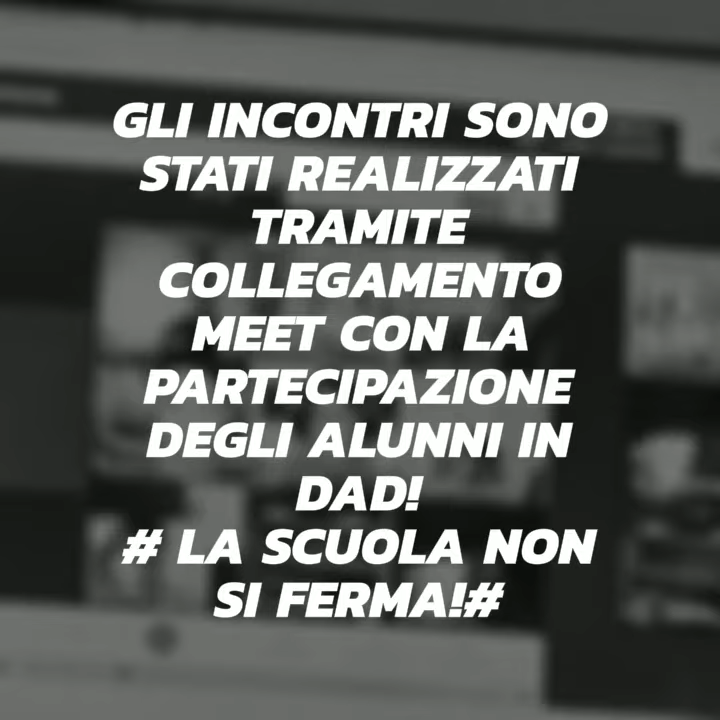 GLI INCONTRI SONO
STATI REALIZZATI
TRAMITE
COLLEGAMENTO
MEET CON LA
PARTECIPAZIONE
DEGLI ALUNNI IN
DAD!
# LA SCUOLA NON
SI FERMA!#